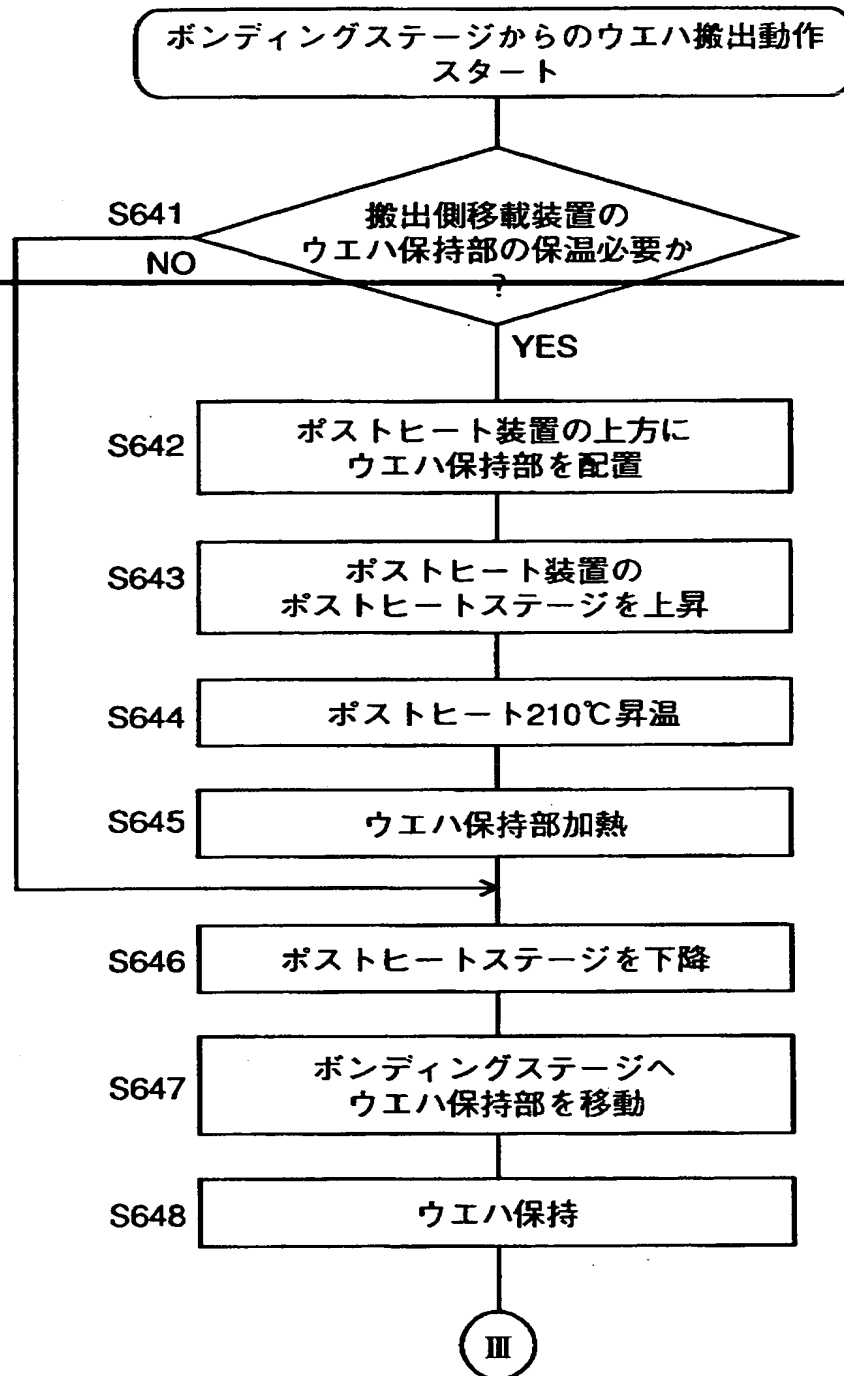 ボンディングステージからのウエハ搬出動作
スタート
S641
搬出側移載装置の
ウエハ保持部の保温必要か
?
NO
YES
S642
ポストヒート装置の上方に
ウエハ保持部を配置
S643
ポストヒート装置の
ポストヒートステージを上昇
S644
ポストヒート210℃昇温
S645
ウエハ保持部加熱
S646
ポストヒートステージを下降
S647
ボンディングステージへ
ウエハ保持部を移動
S648
ウエハ保持
III